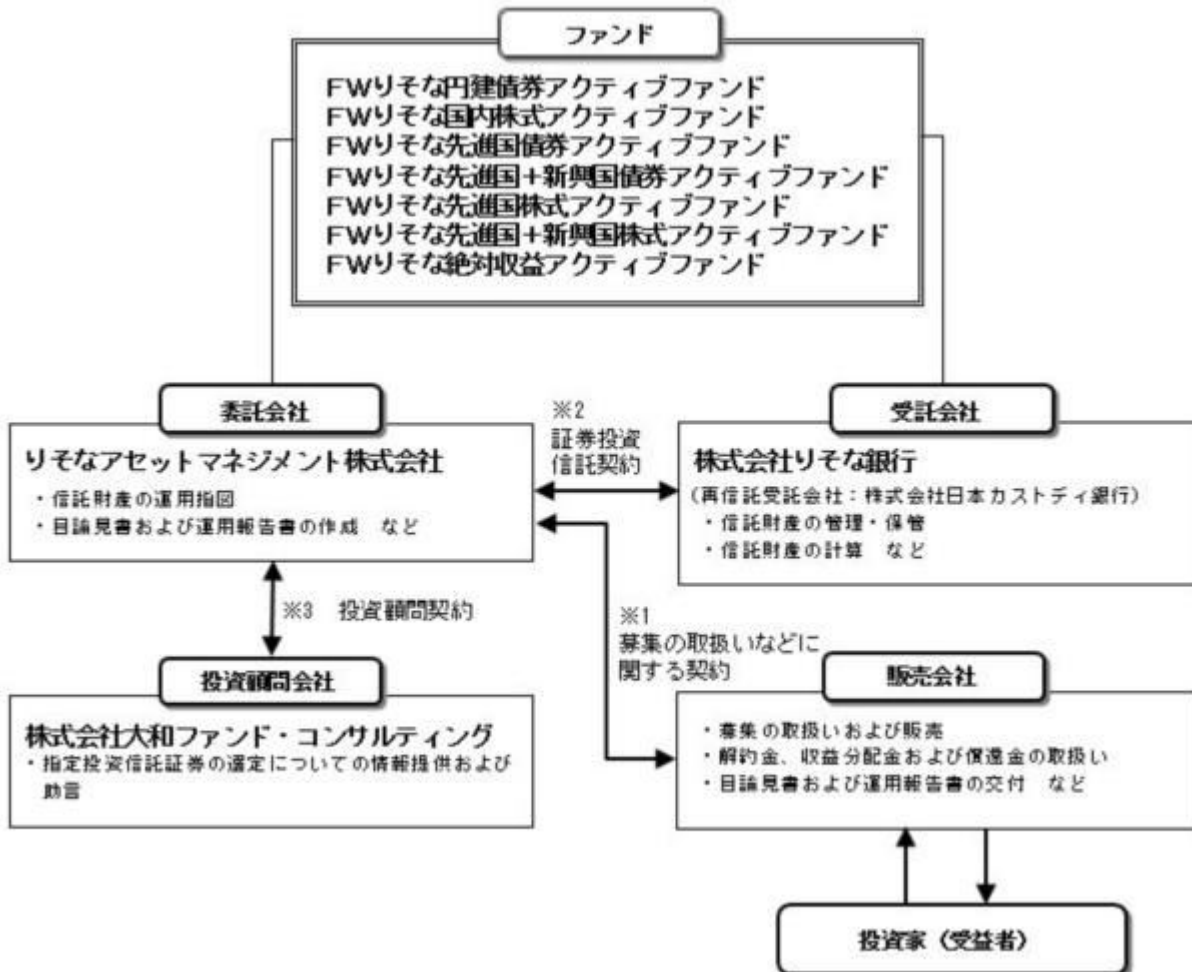 ファンド
FWりそな円建債券アクティブファンド
FWりそな国内株式アクティブファンド
FWりそな先進国債券アクティブファンド
FWりそな先進国+新興国債券アクティブファンド
FWりそな先進国株式アクティブファンド
FWりそな先進国+新興国株式アクティブファンド
FWりそな絶対収益アクティブファンド
委託会社
りそなアセットマネジメント株式会社
・信託財産の運用指図
・目論見書および運用報告書の作成 など
※2
証券投資
信託契約
受託会社
株式会社りそな銀行
(再信託受託会社:株式会社日本カストディ銀行)
・信託財産の管理・保管
・信託財産の計算 など
※3 投資顧問契約
※1
募集の取扱いなどに
関する契約
投資顧問会社
株式会社大和ファンド・コンサルティング
・指定投資信託証券の選定についての情報提供および
助言
販売会社
・募集の取扱いおよび販売
・解約金、収益分配金および償還金の取扱い
・目論見書および運用報告書の交付 など
投資家(受益者)